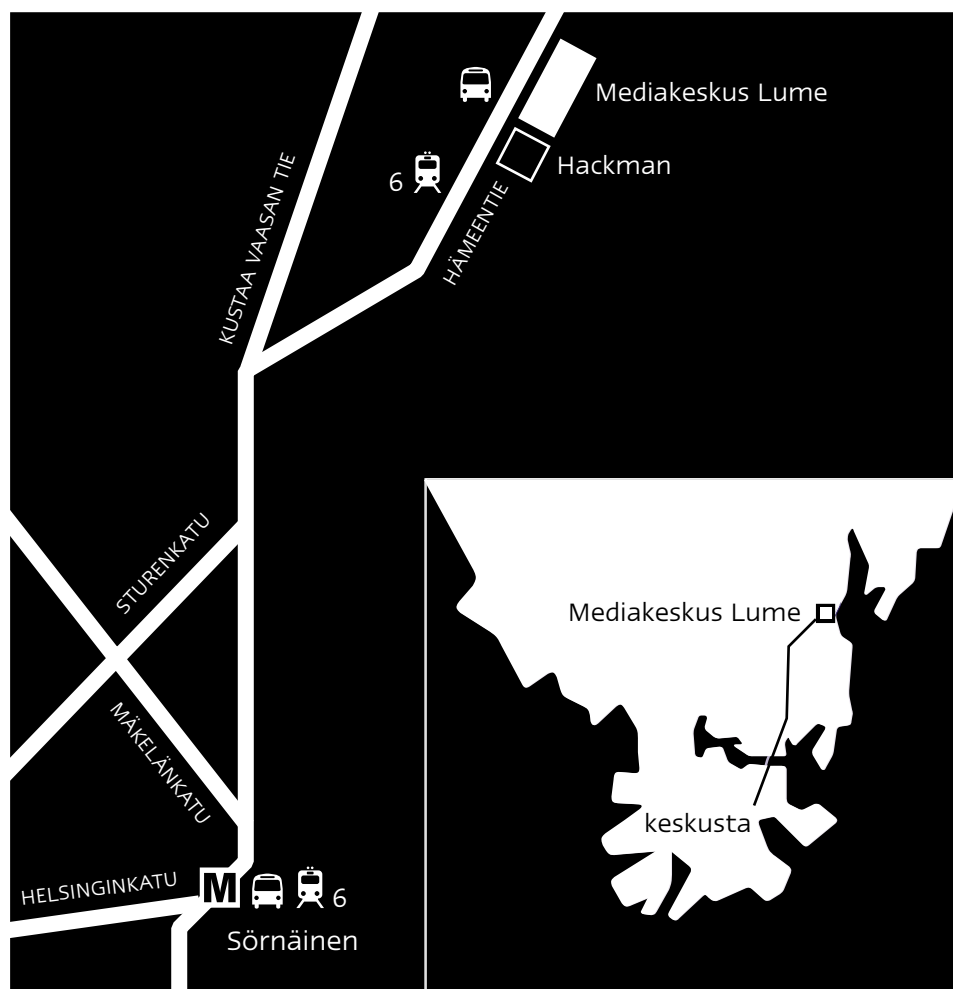 Mediakeskus Lume
Hackman
6
KUSTAA VAASAN TIE
HÄMEENTIE
STURENKATU
MÄKELÄNKATU
HELSINGINKATU
M
6
Sörnäinen
Mediakeskus Lume
keskusta